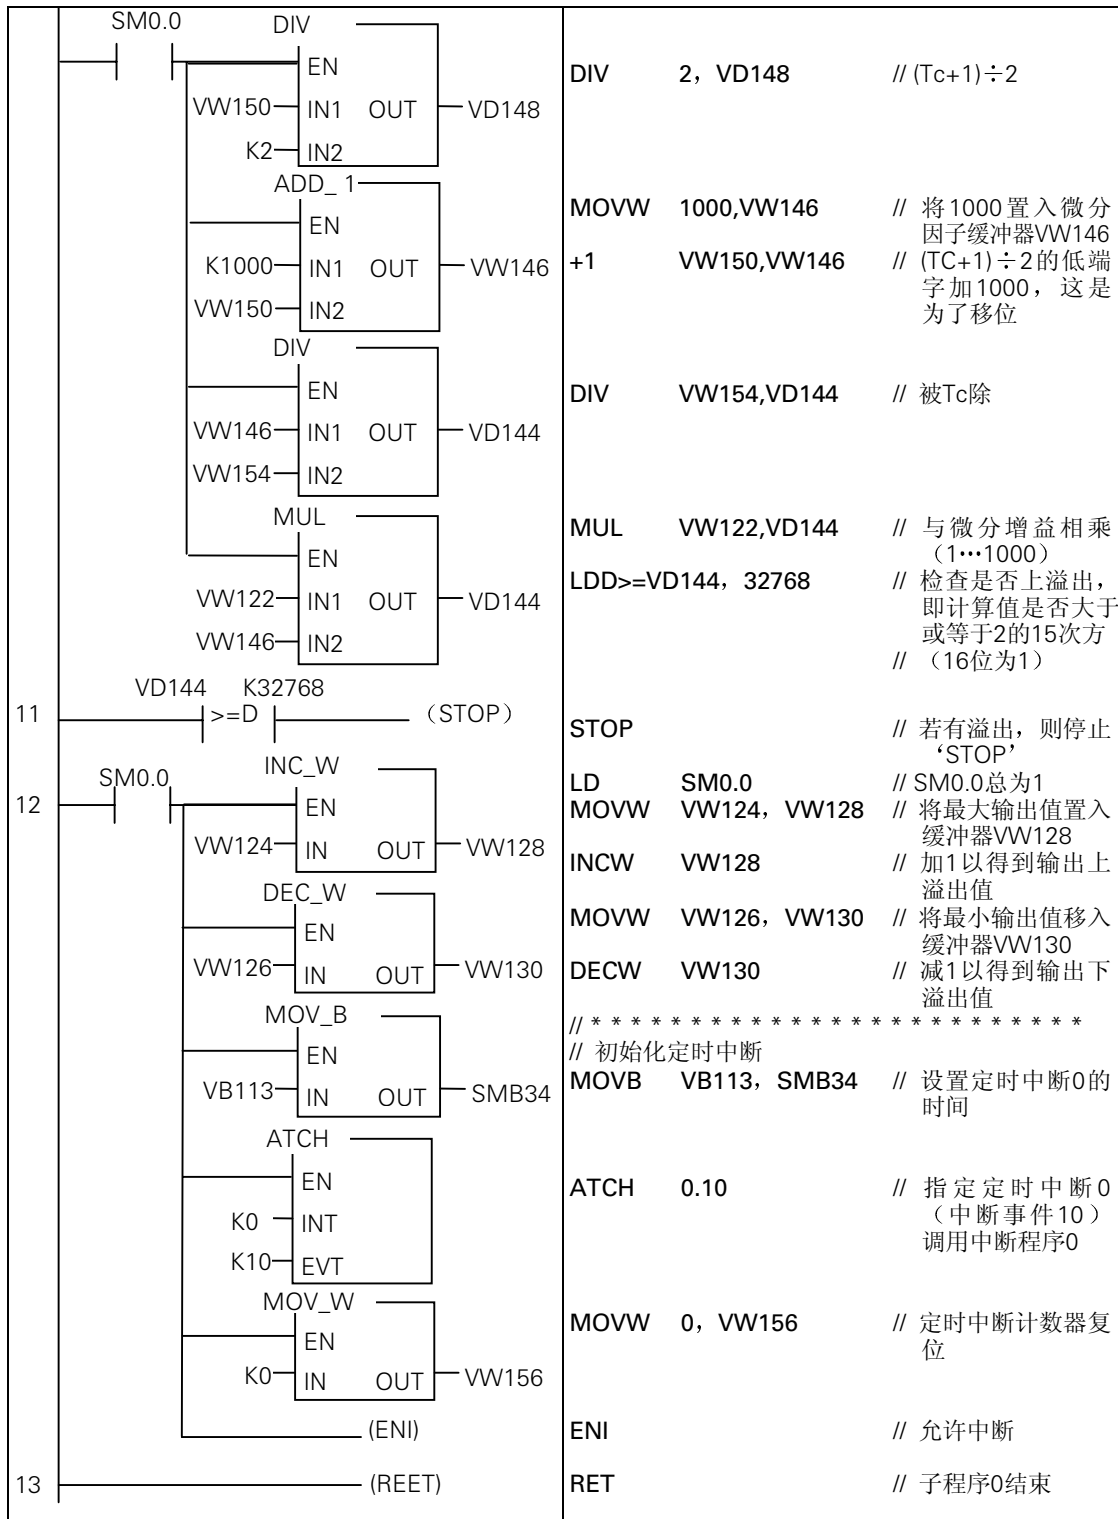 SM0.0
DIV
EN
VW150 IN1 OUT VD148
K2 IN2
ADD_ 1
EN
K1000 IN1 OUT VW146
VW150 IN2
DIV
EN
VW146 IN1 OUT VD144
VW154 IN2
MUL
EN
VW122 IN1 OUT VD144
VW146 IN2
VD144 K32768
11 >=D （STOP）
SM0.0
INC_W
12 EN
VW124 IN OUT VW128
DEC_W
EN
VW126 IN OUT VW130
MOV_B
EN
VB113 IN OUT SMB34
ATCH
EN
K0 INT
K10 EVT
MOV_W
EN
K0 IN OUT VW156
(ENI)
13 (REET)
DIV 2，VD148 // (Tc+1)÷2
MOVW 1000,VW146 // 将1000置入微分
因子缓冲器VW146
+1 VW150,VW146 // (TC+1)÷2的低端
字加1000，这是
为了移位
DIV VW154,VD144 // 被Tc除
MUL VW122,VD144 // 与微分增益相乘
（1…1000）
LDD>=VD144，32768 // 检查是否上溢出，
即计算值是否大于
或等于2的15次方
// （16位为1）
STOP // 若有溢出，则停止
‘STOP’
LD SM0.0 // SM0.0总为1
MOVW VW124，VW128 // 将最大输出值置入
缓冲器VW128
INCW VW128 // 加1以得到输出上
溢出值
MOVW VW126，VW130 // 将最小输出值移入
缓冲器VW130
DECW VW130 // 减1以得到输出下
溢出值
// * * * * * * * * * * * * * * * * * * * * * * * * *
// 初始化定时中断
MOVB VB113，SMB34 // 设置定时中断0的
时间
ATCH 0.10 // 指定定时中断0
（中断事件10）
调用中断程序0
MOVW 0，VW156 // 定时中断计数器复
位
ENI // 允许中断
RET // 子程序0结束